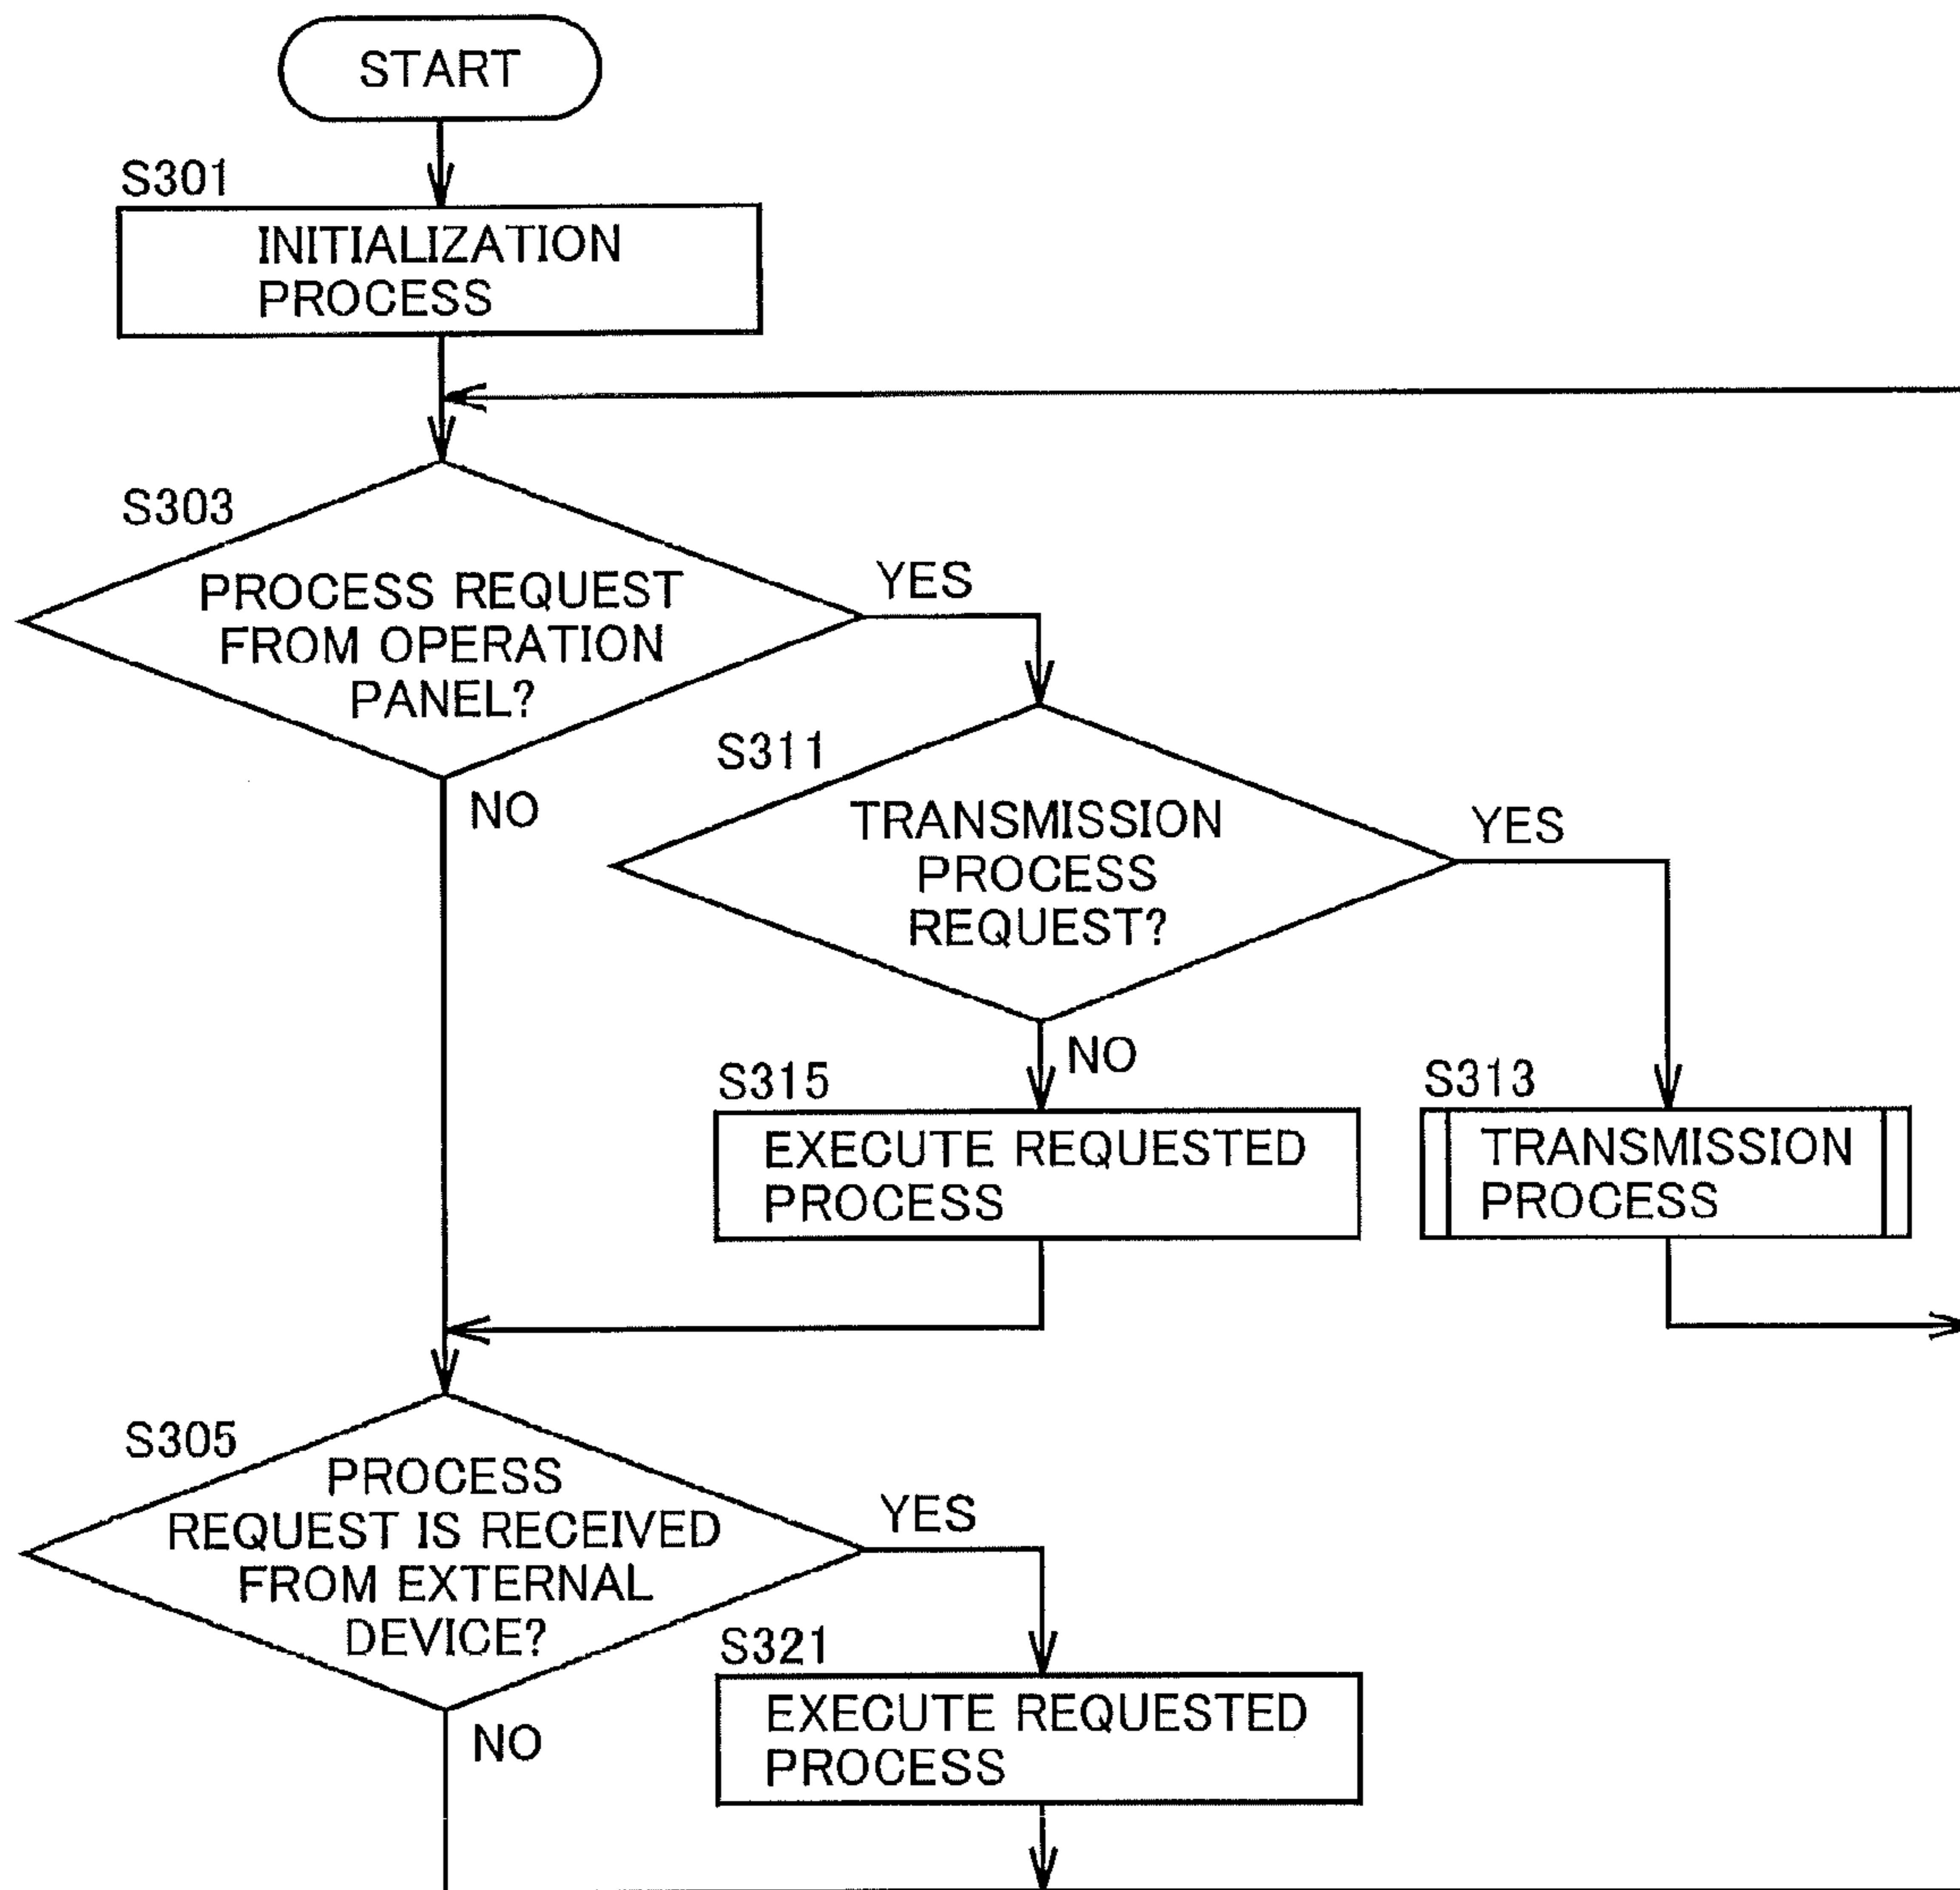 START
S301
INITIALIZATION
PROCESS
S303
PROCESS REQUEST
FROM OPERATION
PANEL?
YES
NO
S311
TRANSMISSION
PROCESS
REQUEST?
YES
NO
S315
EXECUTE REQUESTED
PROCESS
S313
TRANSMISSION
PROCESS
S305
PROCESS
REQUEST IS RECEIVED
FROM EXTERNAL
DEVICE?
YES
NO
S321
EXECUTE REQUESTED
PROCESS